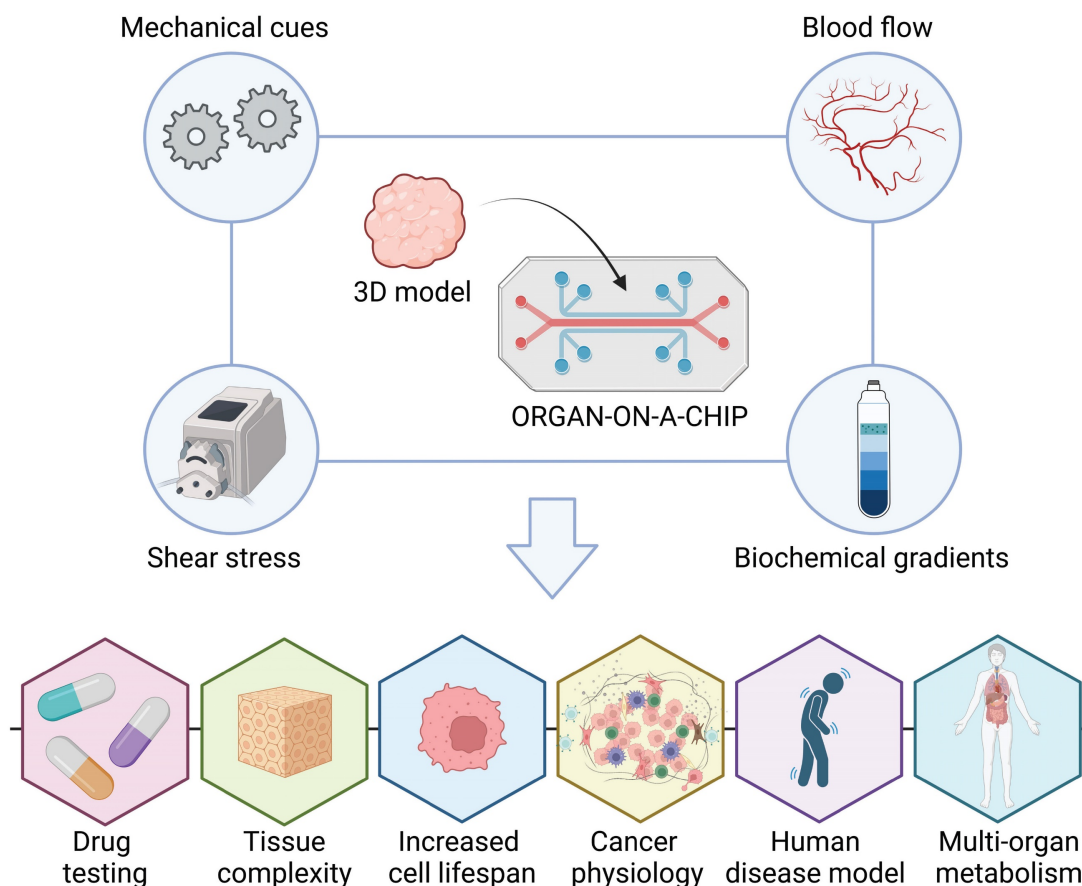 Mechanical cues
Blood flow
3D model
ORGAN-ON-A-CHIP
Shear stress
Biochemical gradients
Drug
testing
Tissue
complexity
Increased
cell lifespan
Cancer
physiology
Human
disease model
Multi-organ
metabolism